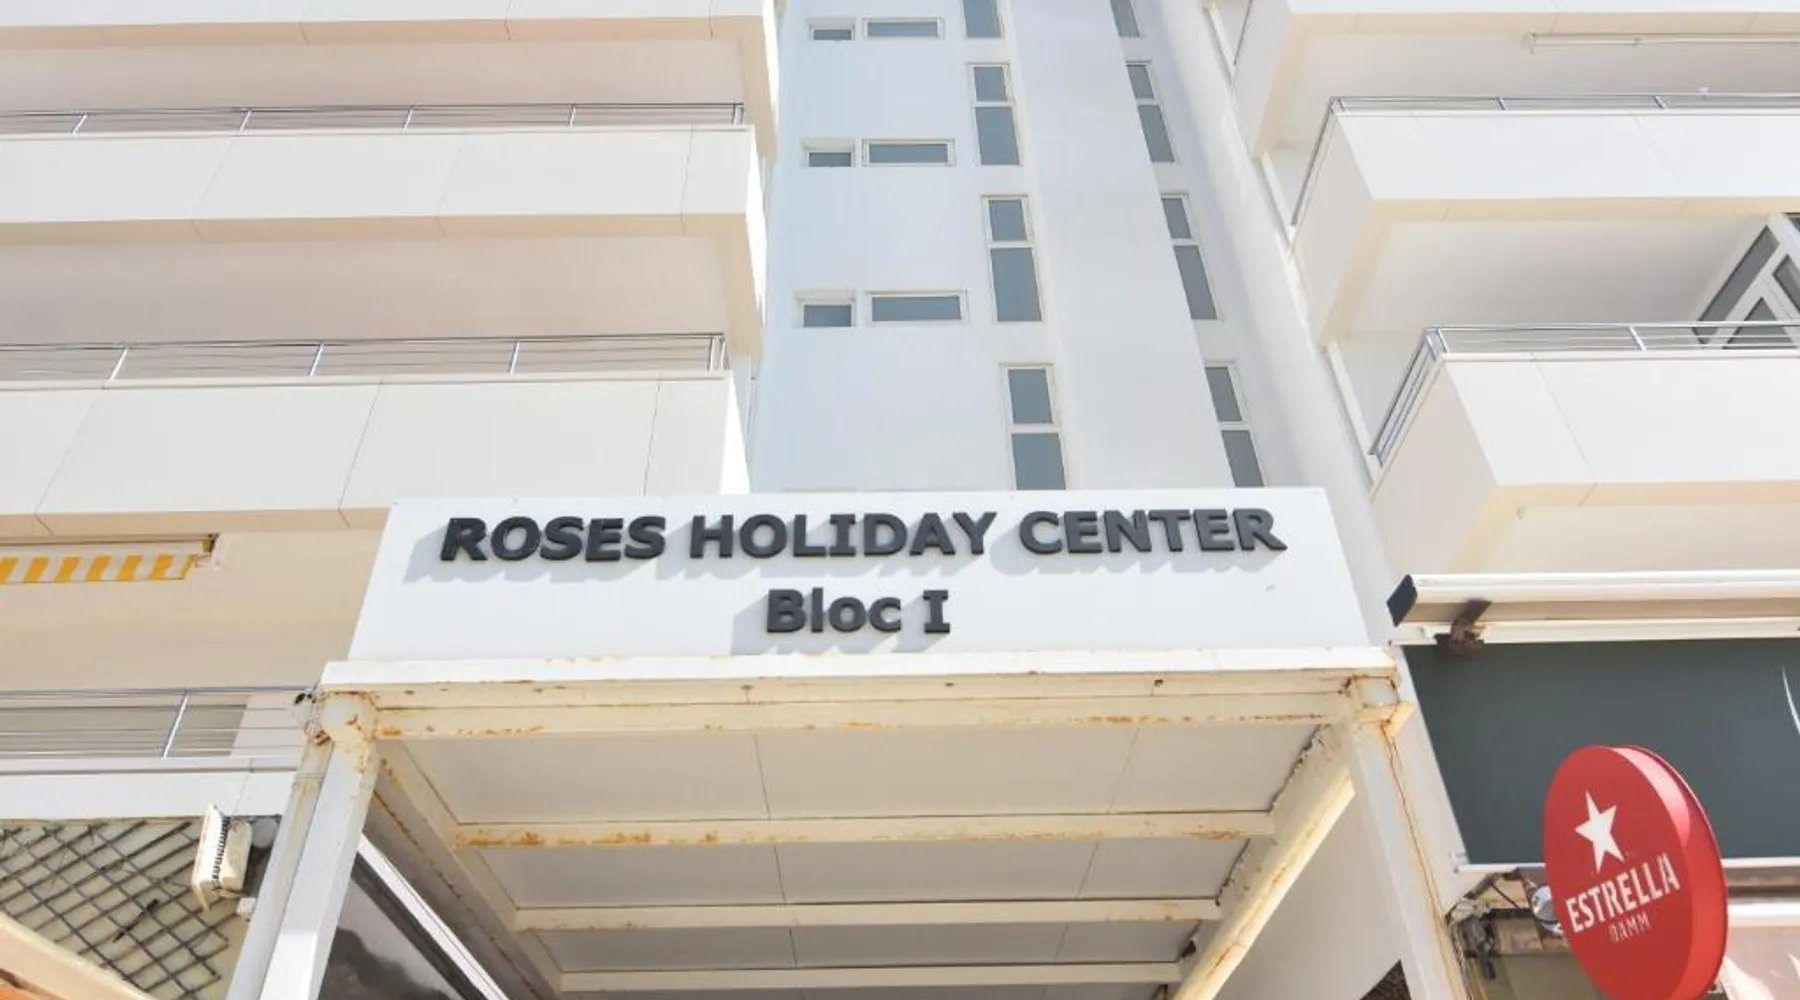 ROSES HOLIDAY CENTER
Bloc I
ESTRELLA
DAMM